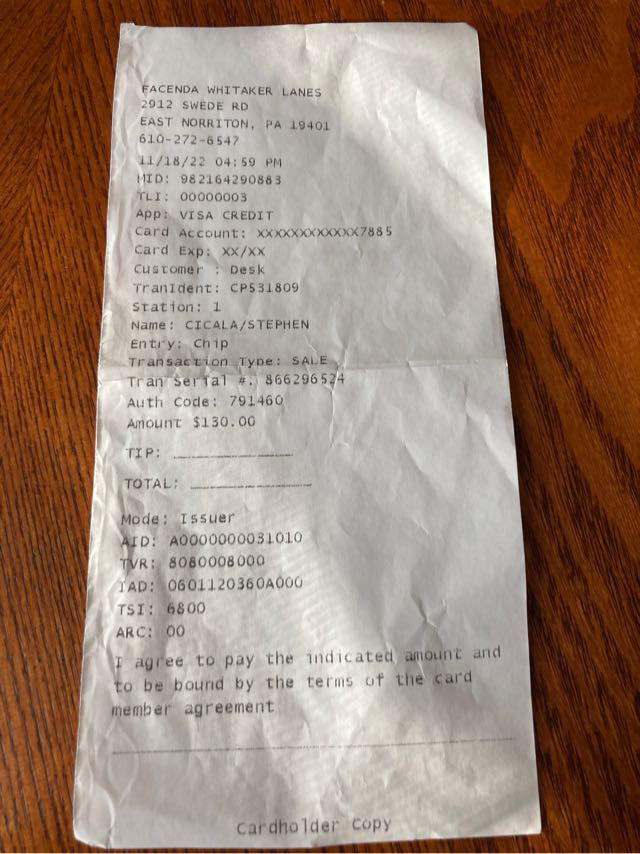 FACENDA WHITAKER LANES
2912 SWEDE RD
EAST NORRITON, PA 19401
610-272-6547
11/18/22 04:59 PM
MID: 982164290883
TLI: 00000003
App: VISA CREDIT
Card Account: XXXXXXXXXXXX7885
Card Exp: XX/XX
Customer : Desk
TranIdent: CP531809
Station: 1
Name: CICALA/STEPHEN
Entry: Chip
Transaction Type: SALE
Tran Serial #: 866296524
Auth Code: 791460
Amount $130.00
TIP:
TOTAL:
Mode: Issuer
AID: A0000000031010
TVR: 8080008000
IAD: 0601120360A000
TSI: 6800
ARC: 00
I agree to pay the indicated amount and
to be bound by the terms of the card
member agreement
Cardholder Copy